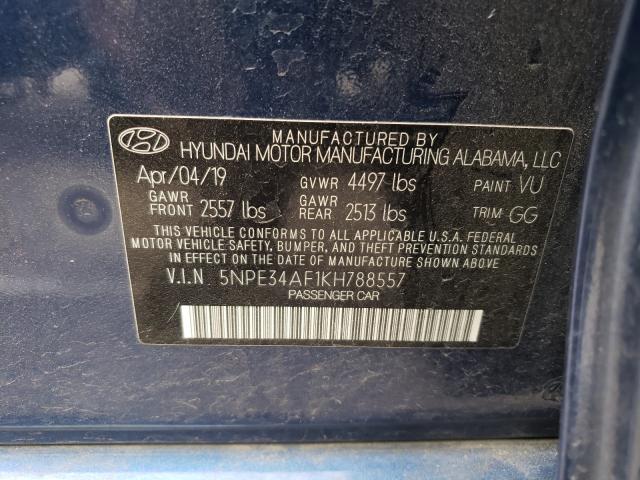 MANUFACTURED BY
HYUNDAI MOTOR MANUFACTURING ALABAMA, LLC
Apr/04/19 GVWR 4497 lbs PAINT VU
GAWR FRONT 2557 lbs GAWR REAR 2513 lbs TRIM GG
THIS VEHICLE CONFORMS TO ALL APPLICABLE U.S.A. FEDERAL
MOTOR VEHICLE SAFETY, BUMPER, AND THEFT PREVENTION STANDARDS
IN EFFECT ON THE DATE OF MANUFACTURE SHOWN ABOVE.
V.I.N 5NPE34AF1KH788557
PASSENGER CAR